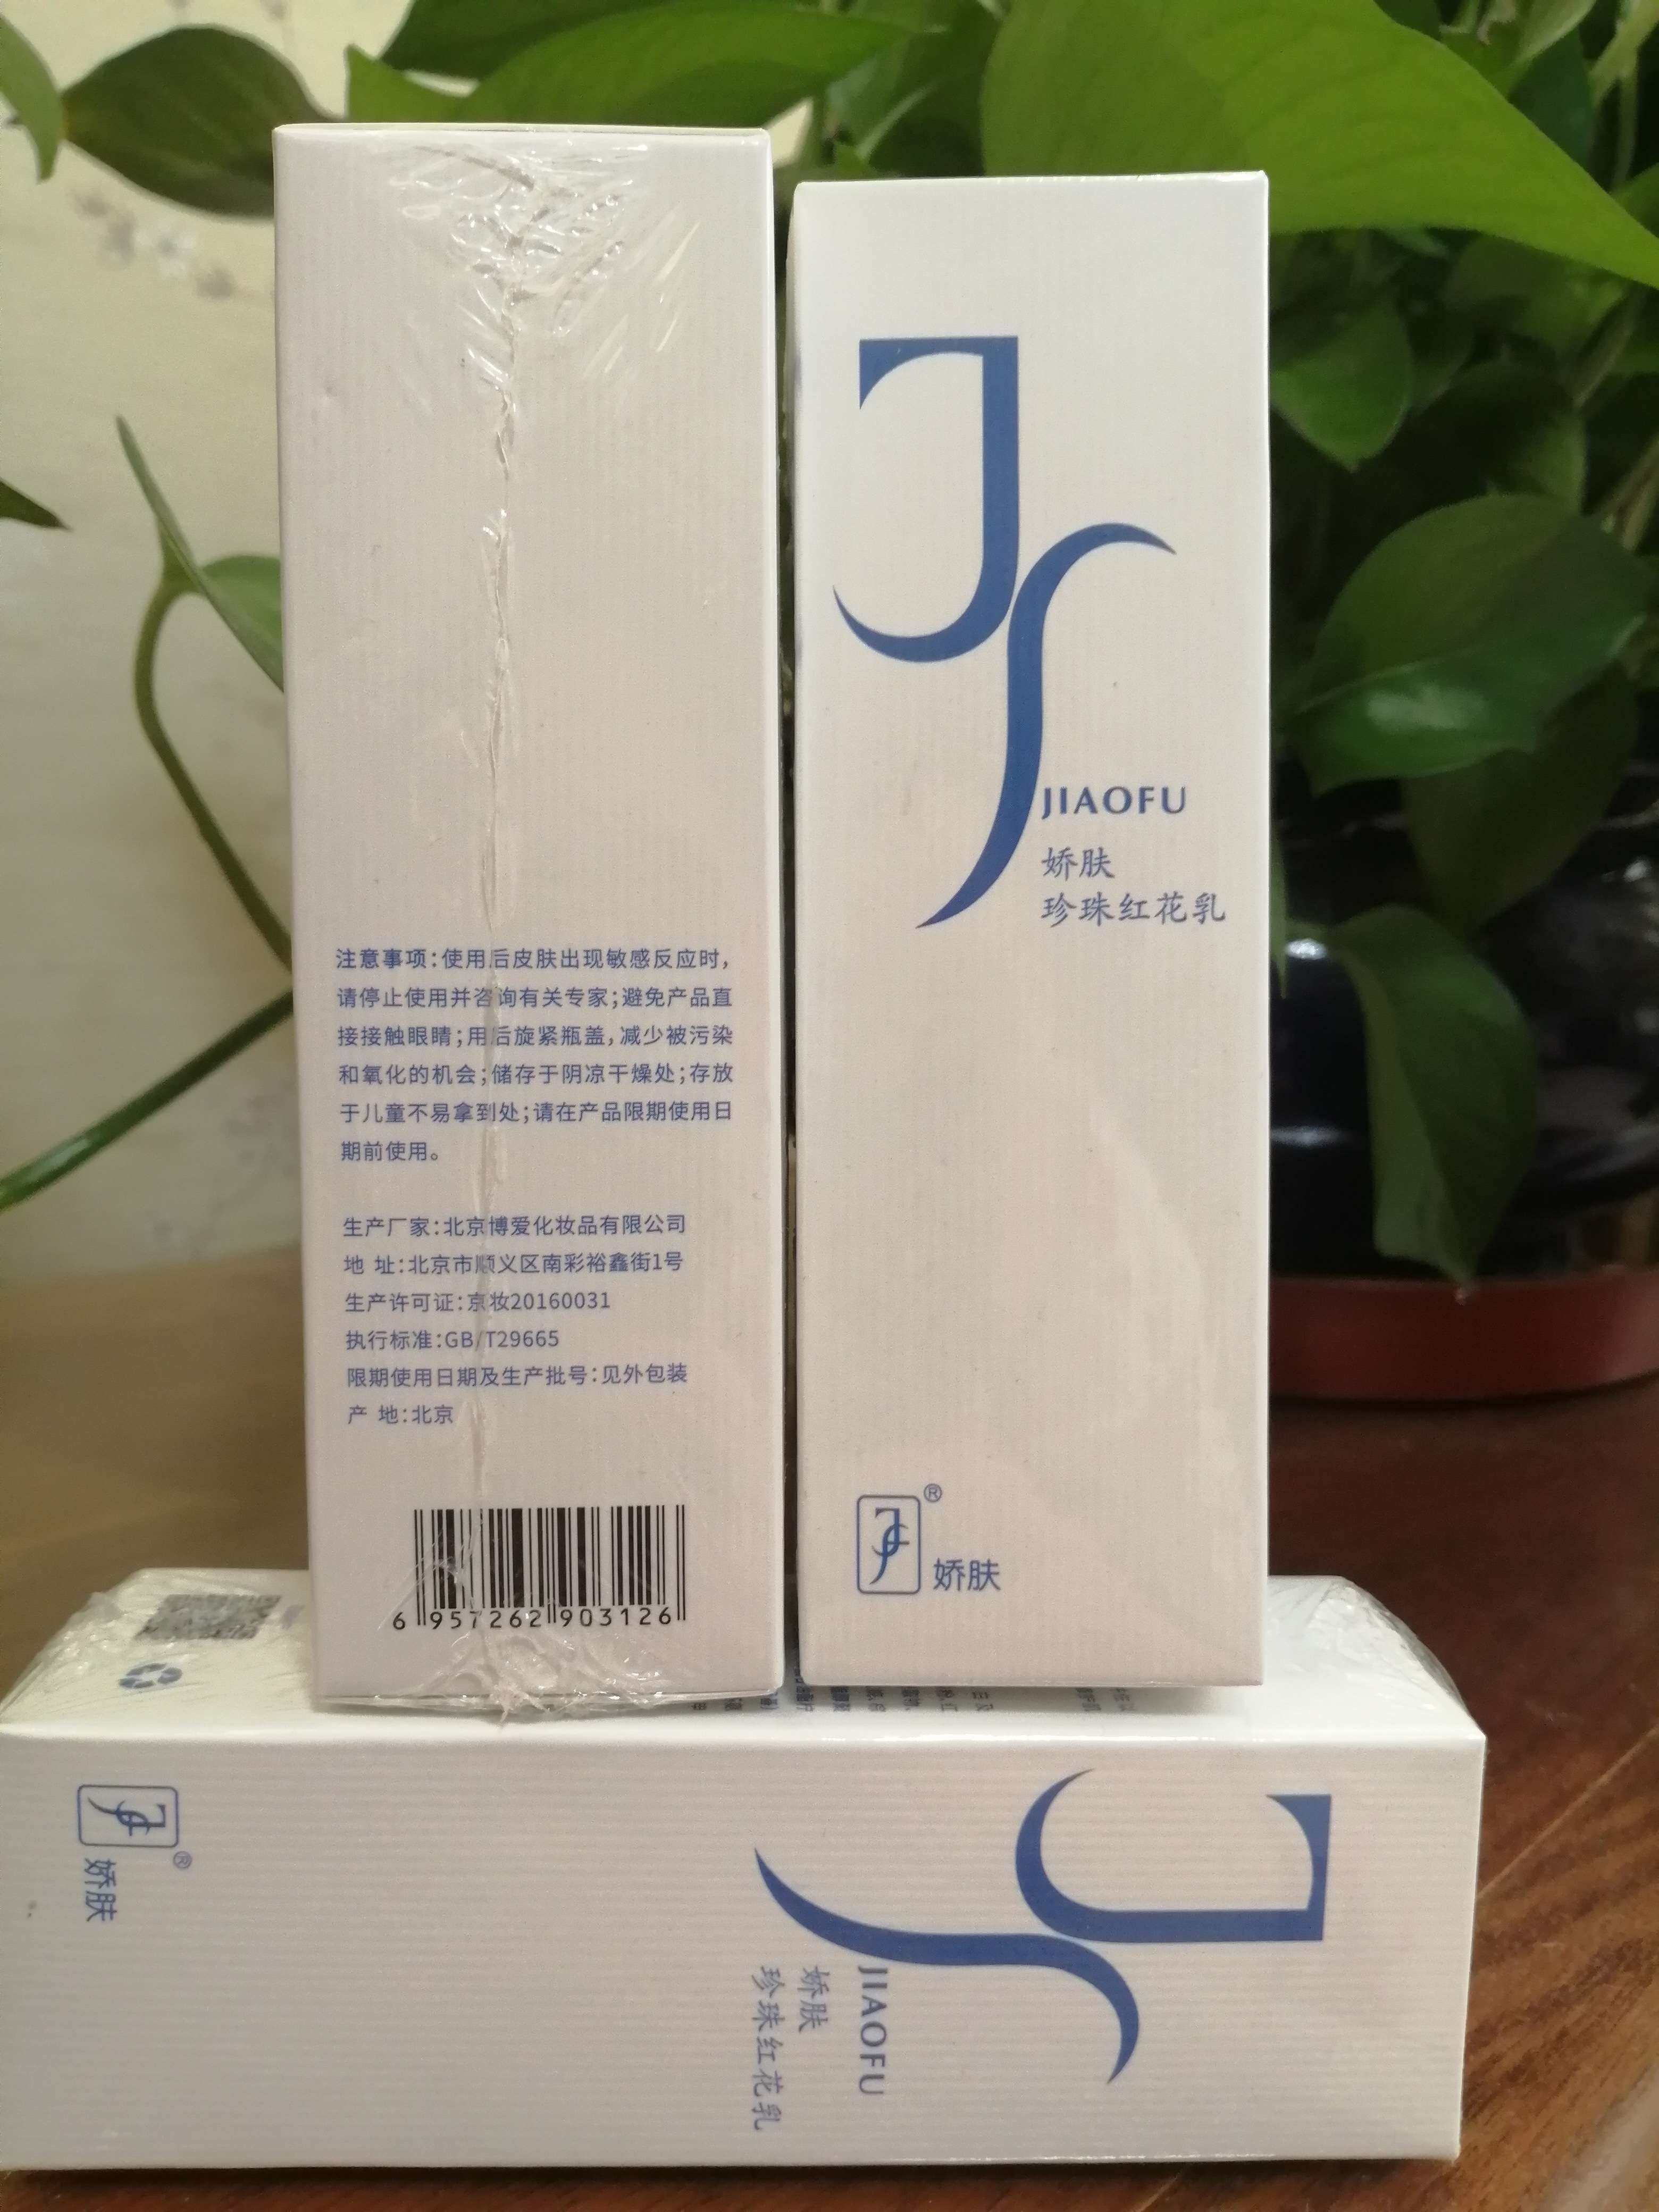 注意事项:使用后皮肤出现敏感反应时,
请停止使用并咨询有关专家;避免产品直
接接触眼睛;用后旋紧瓶盖,减少被污染
和氧化的机会;储存于阴凉干燥处;存放
于儿童不易拿到处;请在产品限期使用日
期前使用。
生产厂家:北京博爱化妆品有限公司
地 址:北京市顺义区南彩裕鑫街1号
生产许可证:京妆20160031
执行标准:GB/T29665
限期使用日期及生产批号:见外包装
产 地:北京
6 957262 903126
JIAOFU
娇肤
珍珠红花乳
®
娇肤
JIAOFU
娇肤
珍珠红花乳
®
娇肤